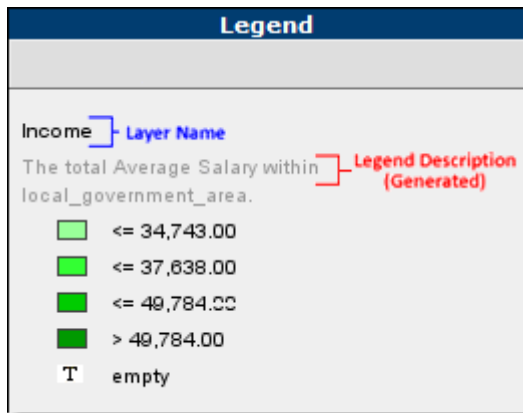 Legend
Income Layer Name
The total Average Salary within Legend Description
(Generated)
local_government_area.
<= 34,743.00
<= 37,638.00
<= 49,784.00
> 49,784.00
T empty